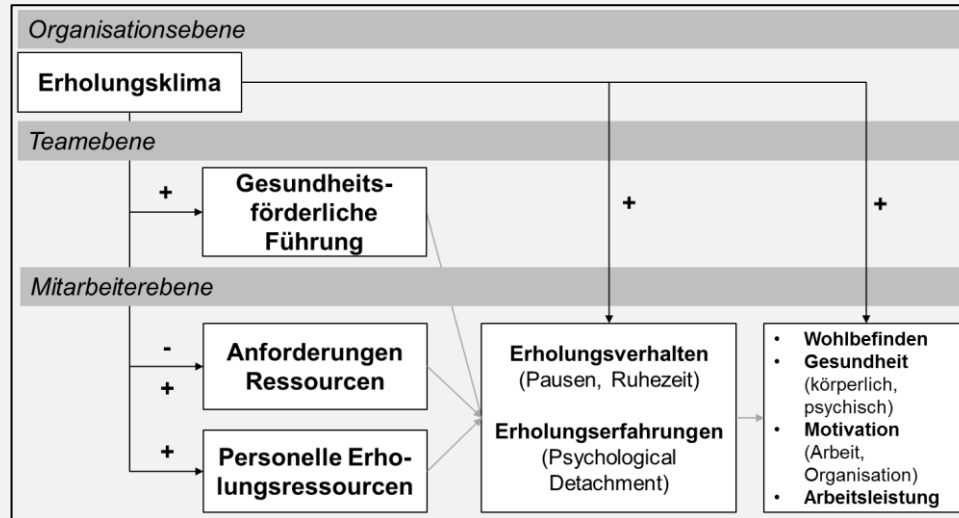 Organisationsebene
Erholungsklima
Teamebene
+
Gesundheits-
förderliche
Führung
+
+
Mitarbeiterebene
-
+
Anforderungen
Ressourcen
+
Personelle Erho-
lungsressourcen
Erholungsverhalten
(Pausen, Ruhezeit)
Erholungserfahrungen
(Psychological
Detachment)
• Wohlbefinden
• Gesundheit
(körperlich,
psychisch)
• Motivation
(Arbeit,
Organisation)
• Arbeitsleistung